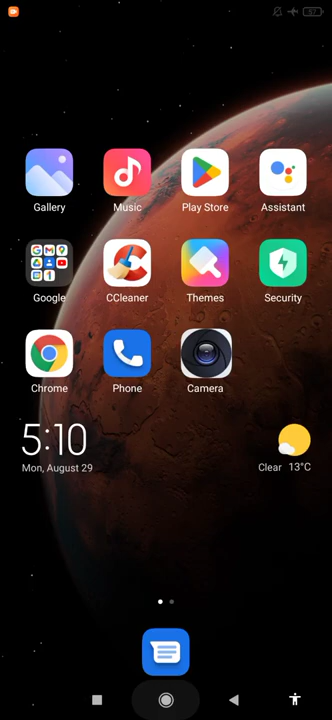 57
Gallery
Music
Play Store
Assistant
Google
CCleaner
Themes
Security
Chrome
Phone
Camera
5:10
Mon, August 29
Clear 13°C